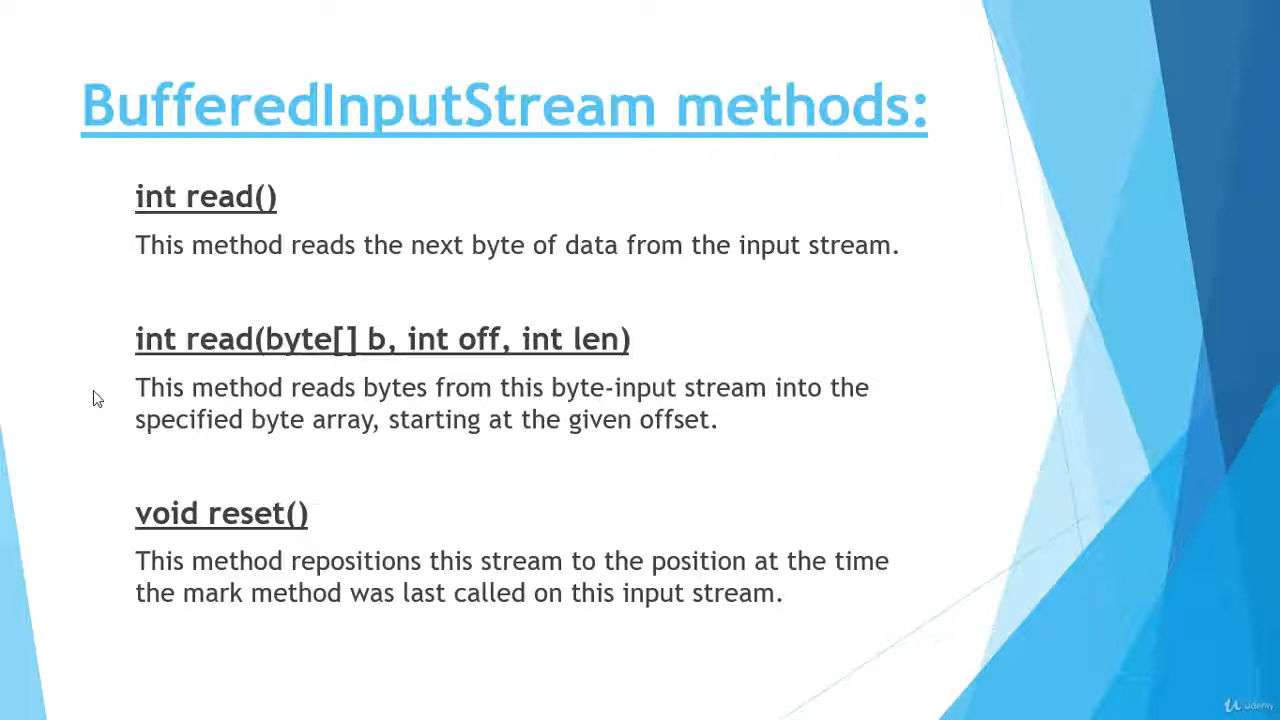 BufferedInputStream methods:
int read()
This method reads the next byte of data from the input stream.
int read(byte[] b, int off, int len)
This method reads bytes from this byte-input stream into the
specified byte array, starting at the given offset.
void reset()
This method repositions this stream to the position at the time
the mark method was last called on this input stream.
udemy